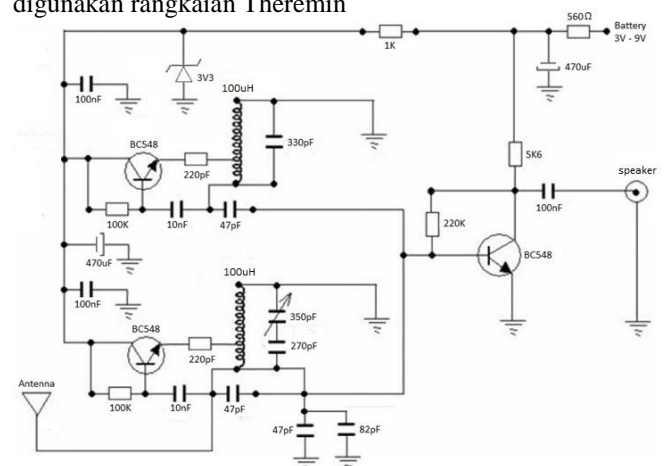 digunakan rangkaian Theremin
560Ω
Battery
3V - 9V
1K
3V3
470uF
100nF
100uH
BC548
330pF
220pF
5K6
speaker
100K
10nF
47pF
220K
100nF
BC548
470uF
100uH
100nF
350pF
BC548
270pF
220pF
Antenna
100K
10nF
47pF
47pF
82pF